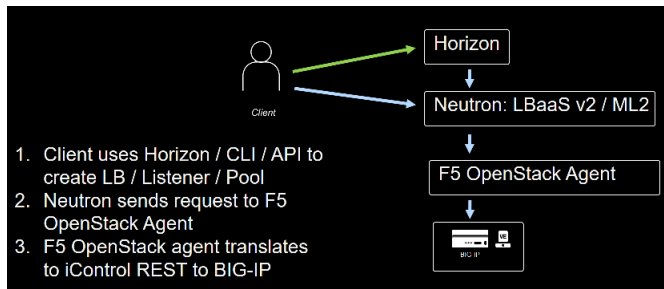 Horizon
Client
Neutron: LBaaS v2 / ML2
1. Client uses Horizon / CLI / API to
create LB / Listener / Pool
2. Neutron sends request to F5
OpenStack Agent
3. F5 OpenStack agent translates
to iControl REST to BIG-IP
F5 OpenStack Agent
VE
BIG-IP